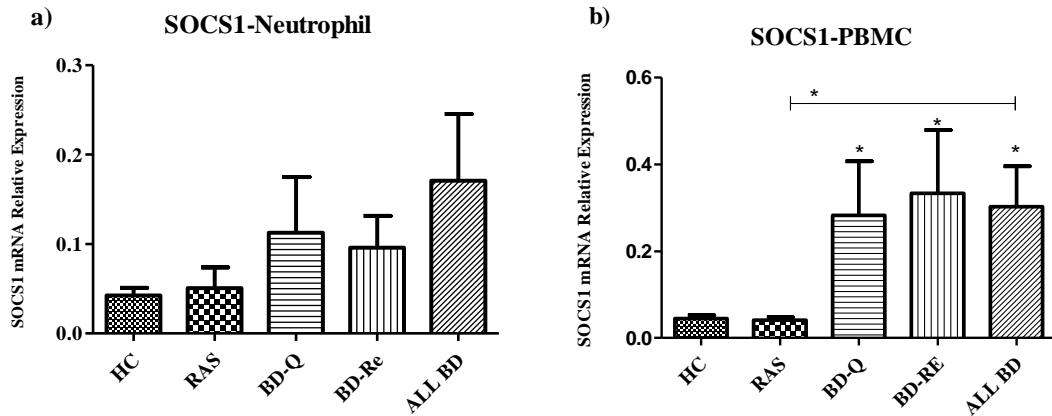 a)
SOCS1-Neutrophil
SOCS1 mRNA Relative Expression
0.3
0.2
0.1
0.0
HC
RAS
BD-Q
BD-Re
ALL BD
b)
SOCS1-PBMC
SOCS1 mRNA Relative Expression
0.6
0.4
0.2
0.0
*
*
*
*
HC
RAS
BD-Q
BD-RE
ALL BD